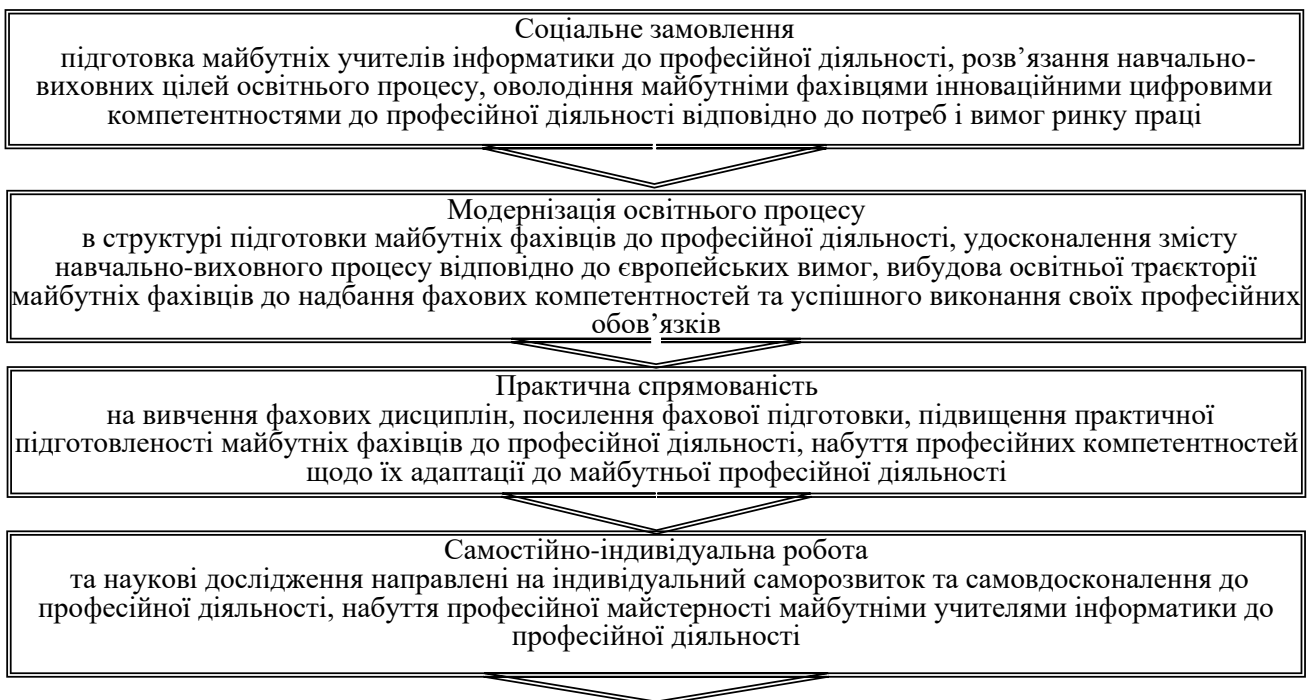 Соціальне замовлення
підготовка майбутніх учителів інформатики до професійної діяльності, розв’язання навчально-
виховних цілей освітнього процесу, оволодіння майбутніми фахівцями інноваційними цифровими
компетентностями до професійної діяльності відповідно до потреб і вимог ринку праці
Модернізація освітнього процесу
в структурі підготовки майбутніх фахівців до професійної діяльності, удосконалення змісту
навчально-виховного процесу відповідно до європейських вимог, вибудова освітньої траєкторії
майбутніх фахівців до надбання фахових компетентностей та успішного виконання своїх професійних
обов’язків
Практична спрямованість
на вивчення фахових дисциплін, посилення фахової підготовки, підвищення практичної
підготовленості майбутніх фахівців до професійної діяльності, набуття професійних компетентностей
щодо їх адаптації до майбутньої професійної діяльності
Самостійно-індивідуальна робота
та наукові дослідження направлені на індивідуальний саморозвиток та самовдосконалення до
професійної діяльності, набуття професійної майстерності майбутніми учителями інформатики до
професійної діяльності